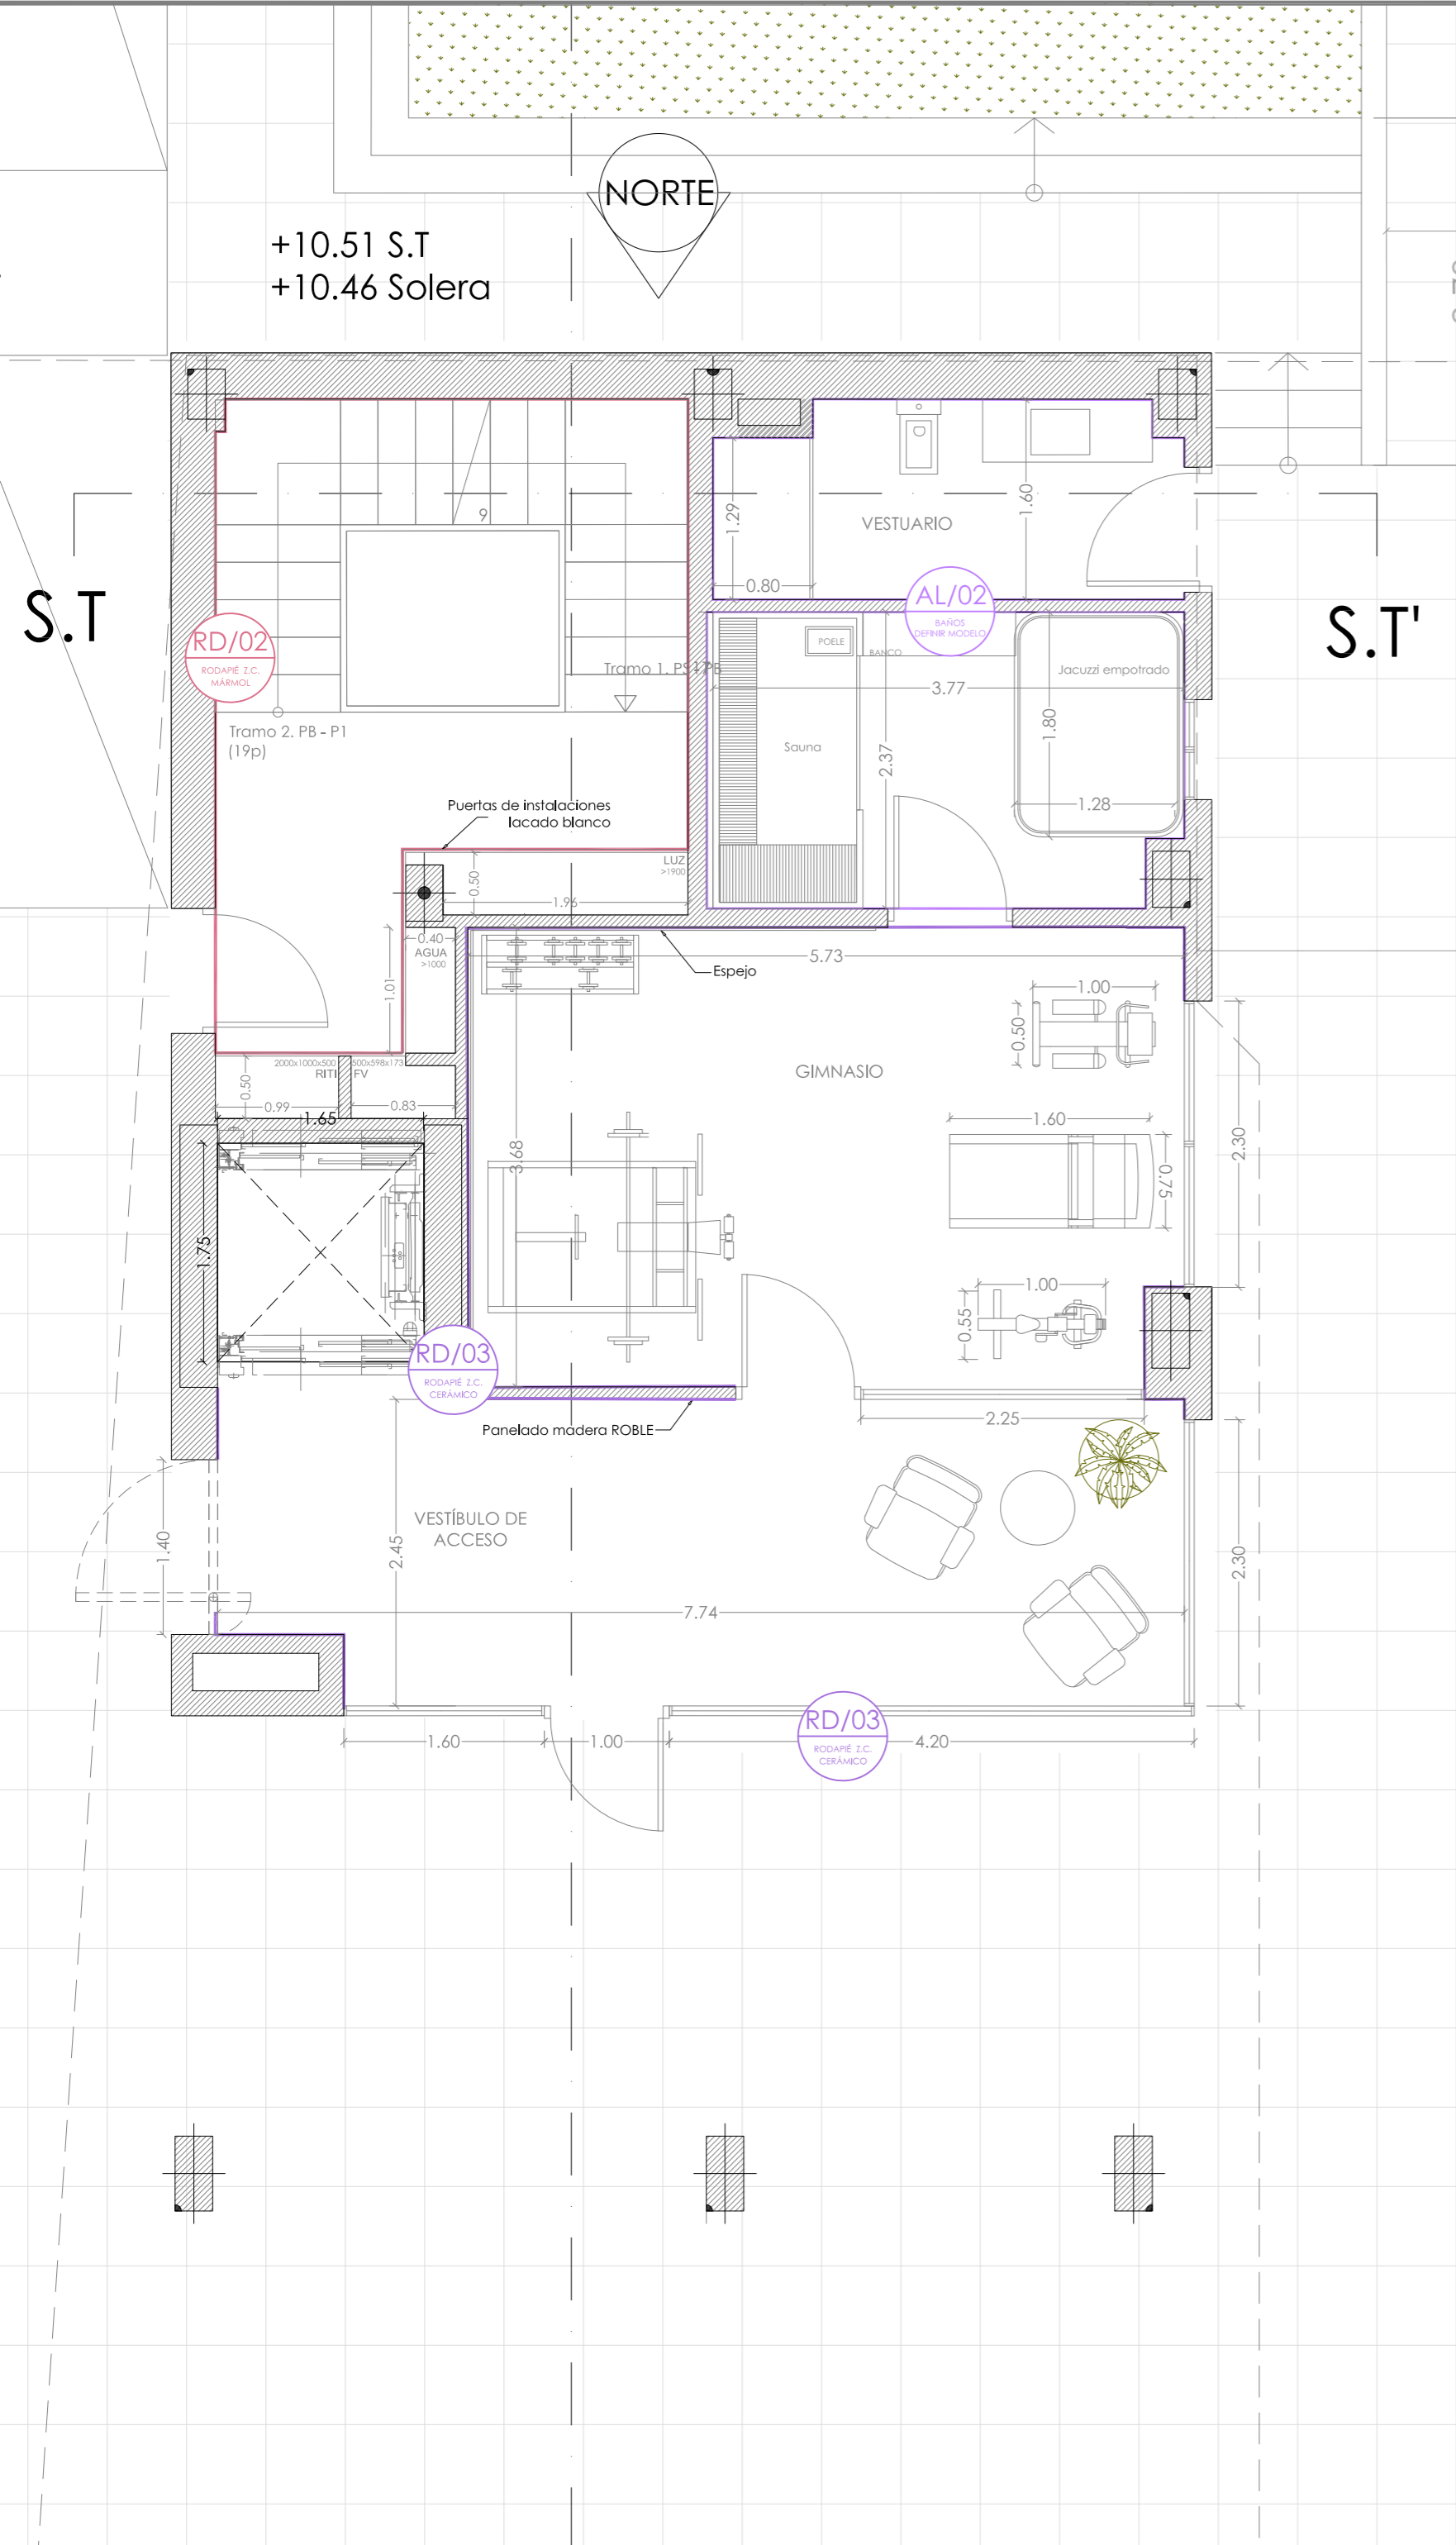 NORTE
+10.51 S.T
+10.46 Solera
9
1.29
1.60
VESTUARIO
0.80
AL/02
BAÑOS
DEFINIR MODELO
S.T
S.T'
RD/02
RODAPIÉ Z.C.
MÁRMOL
POELE
BANCO
Tramo 1. PS
Jacuzzi empotrado
3.77
1.80
Tramo 2. PB - P1
(19p)
Sauna
2.37
1.28
Puertas de instalaciones
lacado blanco
LUZ
>1900
0.50
1.96
0.40
AGUA
>1000
5.73
Espejo
1.01
1.00
0.50
GIMNASIO
2000x1000x500
500x598x173
RITI
FV
0.50
0.99
0.83
1.65
1.60
2.30
3.68
0.75
1.75
1.00
0.55
RD/03
RODAPIÉ Z.C.
CERÁMICO
2.25
Panelado madera ROBLE
VESTÍBULO DE
ACCESO
1.40
2.45
2.30
7.74
RD/03
RODAPIÉ Z.C.
CERÁMICO
1.60
1.00
4.20